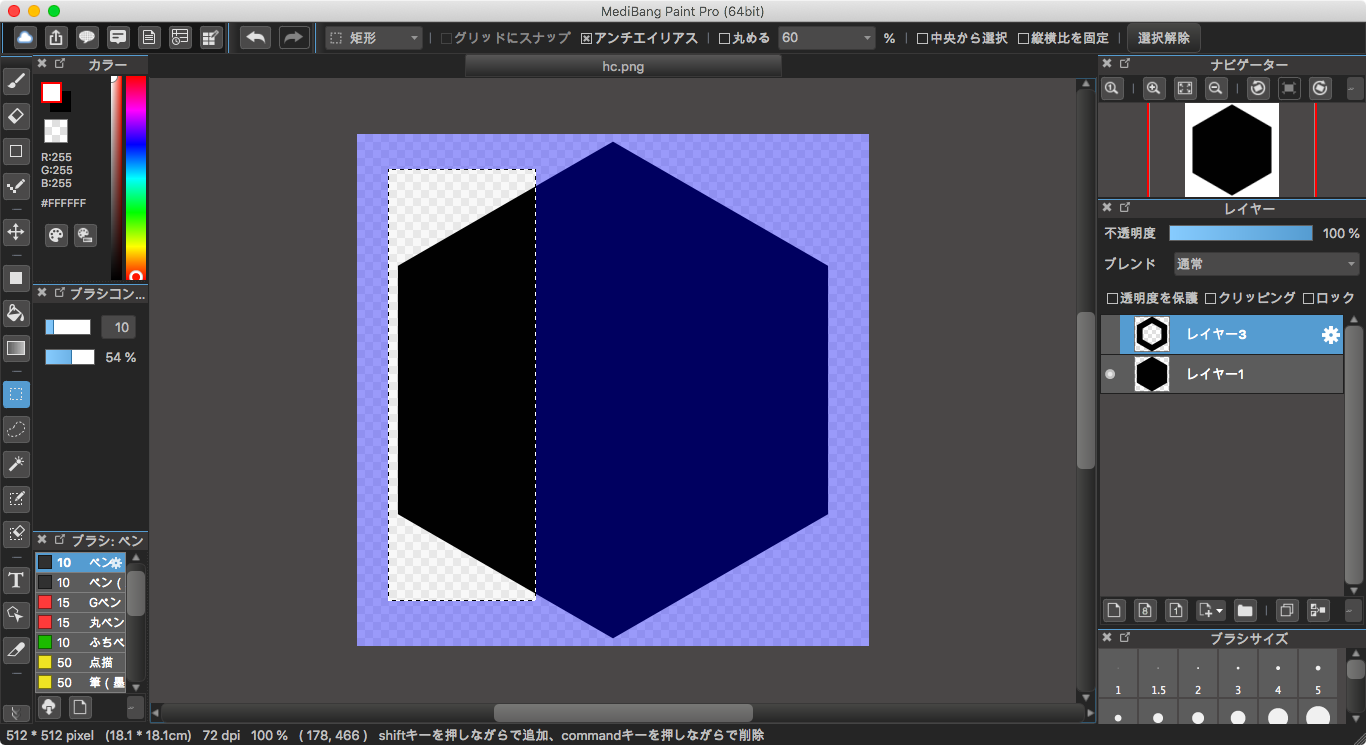 MediBang Paint Pro (64bit)
矩形 グリッドにスナップ アンチエイリアス 丸める 60 % 中央から選択 縦横比を固定 選択解除
hc.png
カラー
R:255
G:255
B:255
#FFFFFF
ブラシコン...
10
54 %
ブラシ: ペン
10 ペン
10 ペン (
15 Gペン
15 丸ペン
10 ふちペ
50 点描
50 筆 ( 墨
ナビゲーター
レイヤー
不透明度 100 %
ブレンド 通常
透明度を保護 クリッピング ロック
レイヤー3
レイヤー1
ブラシサイズ
1 1.5 2 3 4 5
512 * 512 pixel (18.1 * 18.1cm) 72 dpi 100 % ( 178, 466 ) shiftキーを押しながらで追加、commandキーを押しながらで削除